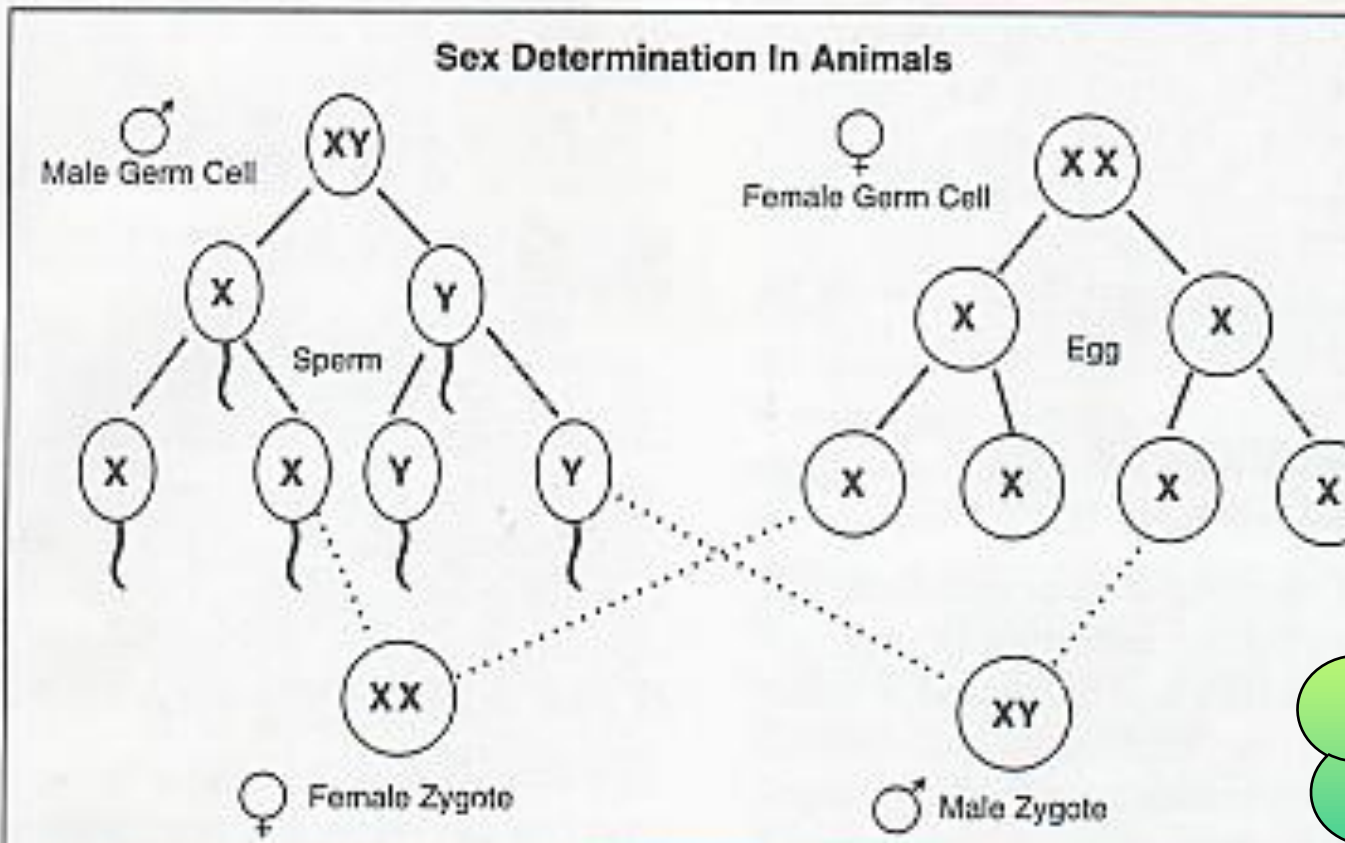 Sex Determination In Animals
XY
Male Germ Cell
X X
Female Germ Cell
X
Y
X
X
Sperm
Egg
X
X
Y
Y
X
X
X
X
XX
XY
Female Zygote
Male Zygote